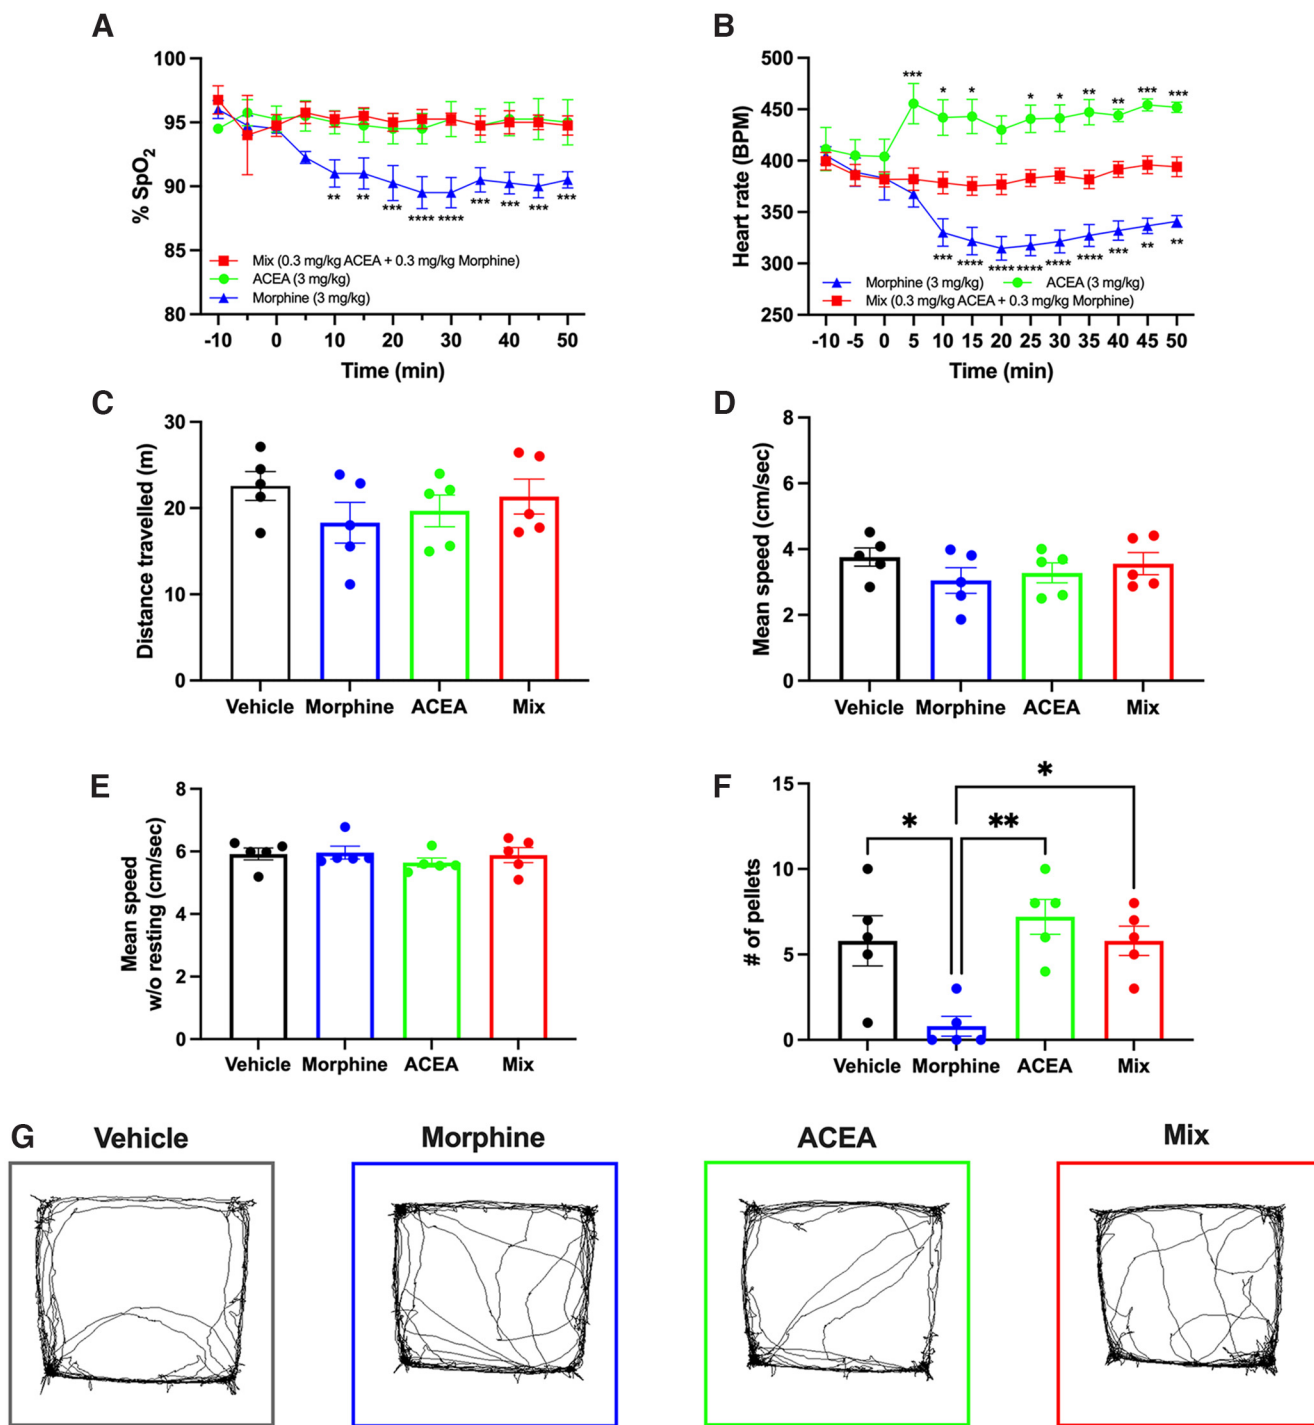 A
100
95
90
85
80
% SpO2
** ** *** **** **** *** *** *** ***
Mix (0.3 mg/kg ACEA + 0.3 mg/kg Morphine)
ACEA (3 mg/kg)
Morphine (3 mg/kg)
-10 0 10 20 30 40 50
Time (min)
B
500
450
400
350
300
250
Heart rate (BPM)
*** * * * * ** ** *** ***
*** **** **** **** **** **** *** ** **
Morphine (3 mg/kg) ACEA (3 mg/kg)
Mix (0.3 mg/kg ACEA + 0.3 mg/kg Morphine)
-10 -5 0 5 10 15 20 25 30 35 40 45 50
Time (min)
C
30
20
10
0
Distance travelled (m)
Vehicle Morphine ACEA Mix
D
8
6
4
2
0
Mean speed (cm/sec)
Vehicle Morphine ACEA Mix
E
8
6
4
2
0
Mean speed
w/o resting (cm/sec)
Vehicle Morphine ACEA Mix
F
15
10
5
0
# of pellets
*
* **
Vehicle Morphine ACEA Mix
G Vehicle Morphine ACEA Mix